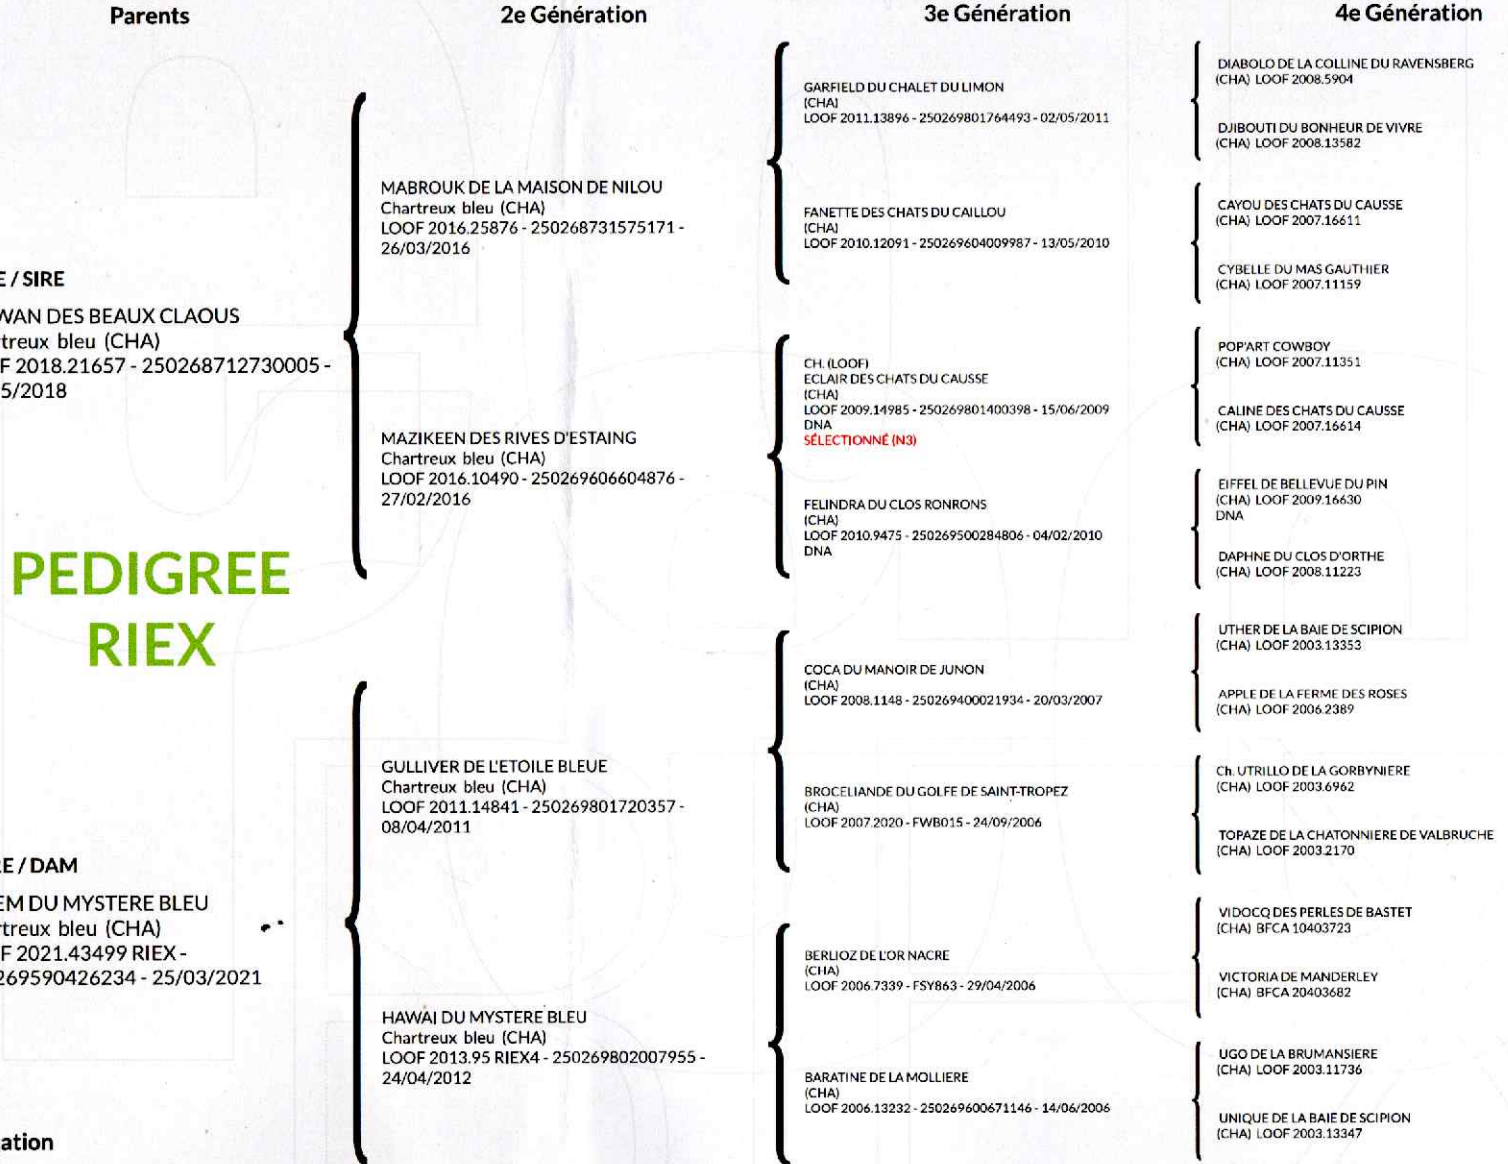 Parents
2e Génération
3e Génération
4e Génération
E / SIRE
WAN DES BEAUX CLAOUS
treux bleu (CHA)
F 2018.21657 - 250268712730005 -
5/2018
PEDIGREE
RIEX
E / DAM
EM DU MYSTERE BLEU
treux bleu (CHA)
F 2021.43499 RIEX -
269590426234 - 25/03/2021
ation
MABROUK DE LA MAISON DE NILOU
Chartreux bleu (CHA)
LOOF 2016.25876 - 250268731575171 -
26/03/2016
MAZIKEEN DES RIVES D'ESTAING
Chartreux bleu (CHA)
LOOF 2016.10490 - 250269606604876 -
27/02/2016
GULLIVER DE L'ETOILE BLEUE
Chartreux bleu (CHA)
LOOF 2011.14841 - 250269801720357 -
08/04/2011
HAWAI DU MYSTERE BLEU
Chartreux bleu (CHA)
LOOF 2013.95 RIEX4 - 250269802007955 -
24/04/2012
GARFIELD DU CHALET DU LIMON
(CHA)
LOOF 2011.13896 - 250269801764493 - 02/05/2011
FANETTE DES CHATS DU CAILLOU
(CHA)
LOOF 2010.12091 - 250269604009987 - 13/05/2010
CH. (LOOF)
ECLAIR DES CHATS DU CAUSSE
(CHA)
LOOF 2009.14985 - 250269801400398 - 15/06/2009
DNA
SÉLECTIONNÉ (N3)
FELINDRA DU CLOS RONRONS
(CHA)
LOOF 2010.9475 - 250269500284806 - 04/02/2010
DNA
COCA DU MANOIR DE JUNON
(CHA)
LOOF 2008.1148 - 250269400021934 - 20/03/2007
BROCELIANDE DU GOLFE DE SAINT-TROPEZ
(CHA)
LOOF 2007.2020 - FWB015 - 24/09/2006
BERLIOZ DE L'OR NACRE
(CHA)
LOOF 2006.7339 - FSY863 - 29/04/2006
BARATINE DE LA MOLLIERE
(CHA)
LOOF 2006.13232 - 250269600671146 - 14/06/2006
DIABOLO DE LA COLLINE DU RAVENSBERG
(CHA) LOOF 2008.5904
DJIBOUTI DU BONHEUR DE VIVRE
(CHA) LOOF 2008.13582
CAYOU DES CHATS DU CAUSSE
(CHA) LOOF 2007.16611
CYBELLE DU MAS GAUTHIER
(CHA) LOOF 2007.11159
POP'ART COWBOY
(CHA) LOOF 2007.11351
CALINE DES CHATS DU CAUSSE
(CHA) LOOF 2007.16614
EIFFEL DE BELLEVUE DU PIN
(CHA) LOOF 2009.16630
DNA
DAPHNE DU CLOS D'ORTHE
(CHA) LOOF 2008.11223
UTHER DE LA BAIE DE SCIPION
(CHA) LOOF 2003.13353
APPLE DE LA FERME DES ROSES
(CHA) LOOF 2006.2389
Ch. UTRILLO DE LA GORBYNIERE
(CHA) LOOF 2003.6962
TOPAZE DE LA CHATONNIERE DE VALBRUCHE
(CHA) LOOF 2003.2170
VIDOCQ DES PERLES DE BASTET
(CHA) BFCA 10403723
VICTORIA DE MANDERLEY
(CHA) BFCA 20403682
UGO DE LA BRUMANSIERE
(CHA) LOOF 2003.11736
UNIQUE DE LA BAIE DE SCIPION
(CHA) LOOF 2003.13347